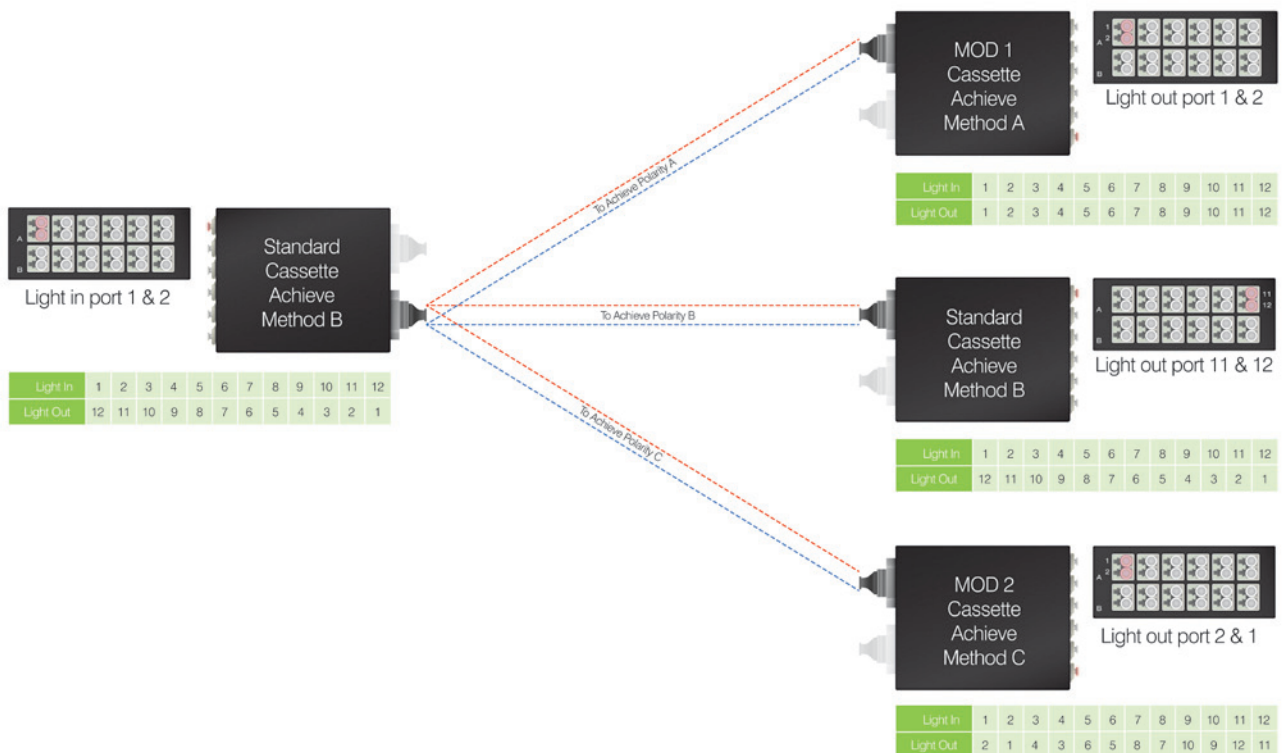 1
2
A
B
Light in port 1 & 2
Standard
Cassette
Achieve
Method B
Light In 1 2 3 4 5 6 7 8 9 10 11 12
Light Out 12 11 10 9 8 7 6 5 4 3 2 1
To Achieve Polarity A
To Achieve Polarity B
To Achieve Polarity C
MOD 1
Cassette
Achieve
Method A
1
2
A
B
Light out port 1 & 2
Light In 1 2 3 4 5 6 7 8 9 10 11 12
Light Out 1 2 3 4 5 6 7 8 9 10 11 12
Standard
Cassette
Achieve
Method B
A
B
11
12
Light out port 11 & 12
Light In 1 2 3 4 5 6 7 8 9 10 11 12
Light Out 12 11 10 9 8 7 6 5 4 3 2 1
MOD 2
Cassette
Achieve
Method C
1
2
A
B
Light out port 2 & 1
Light In 1 2 3 4 5 6 7 8 9 10 11 12
Light Out 2 1 4 3 6 5 8 7 10 9 12 11